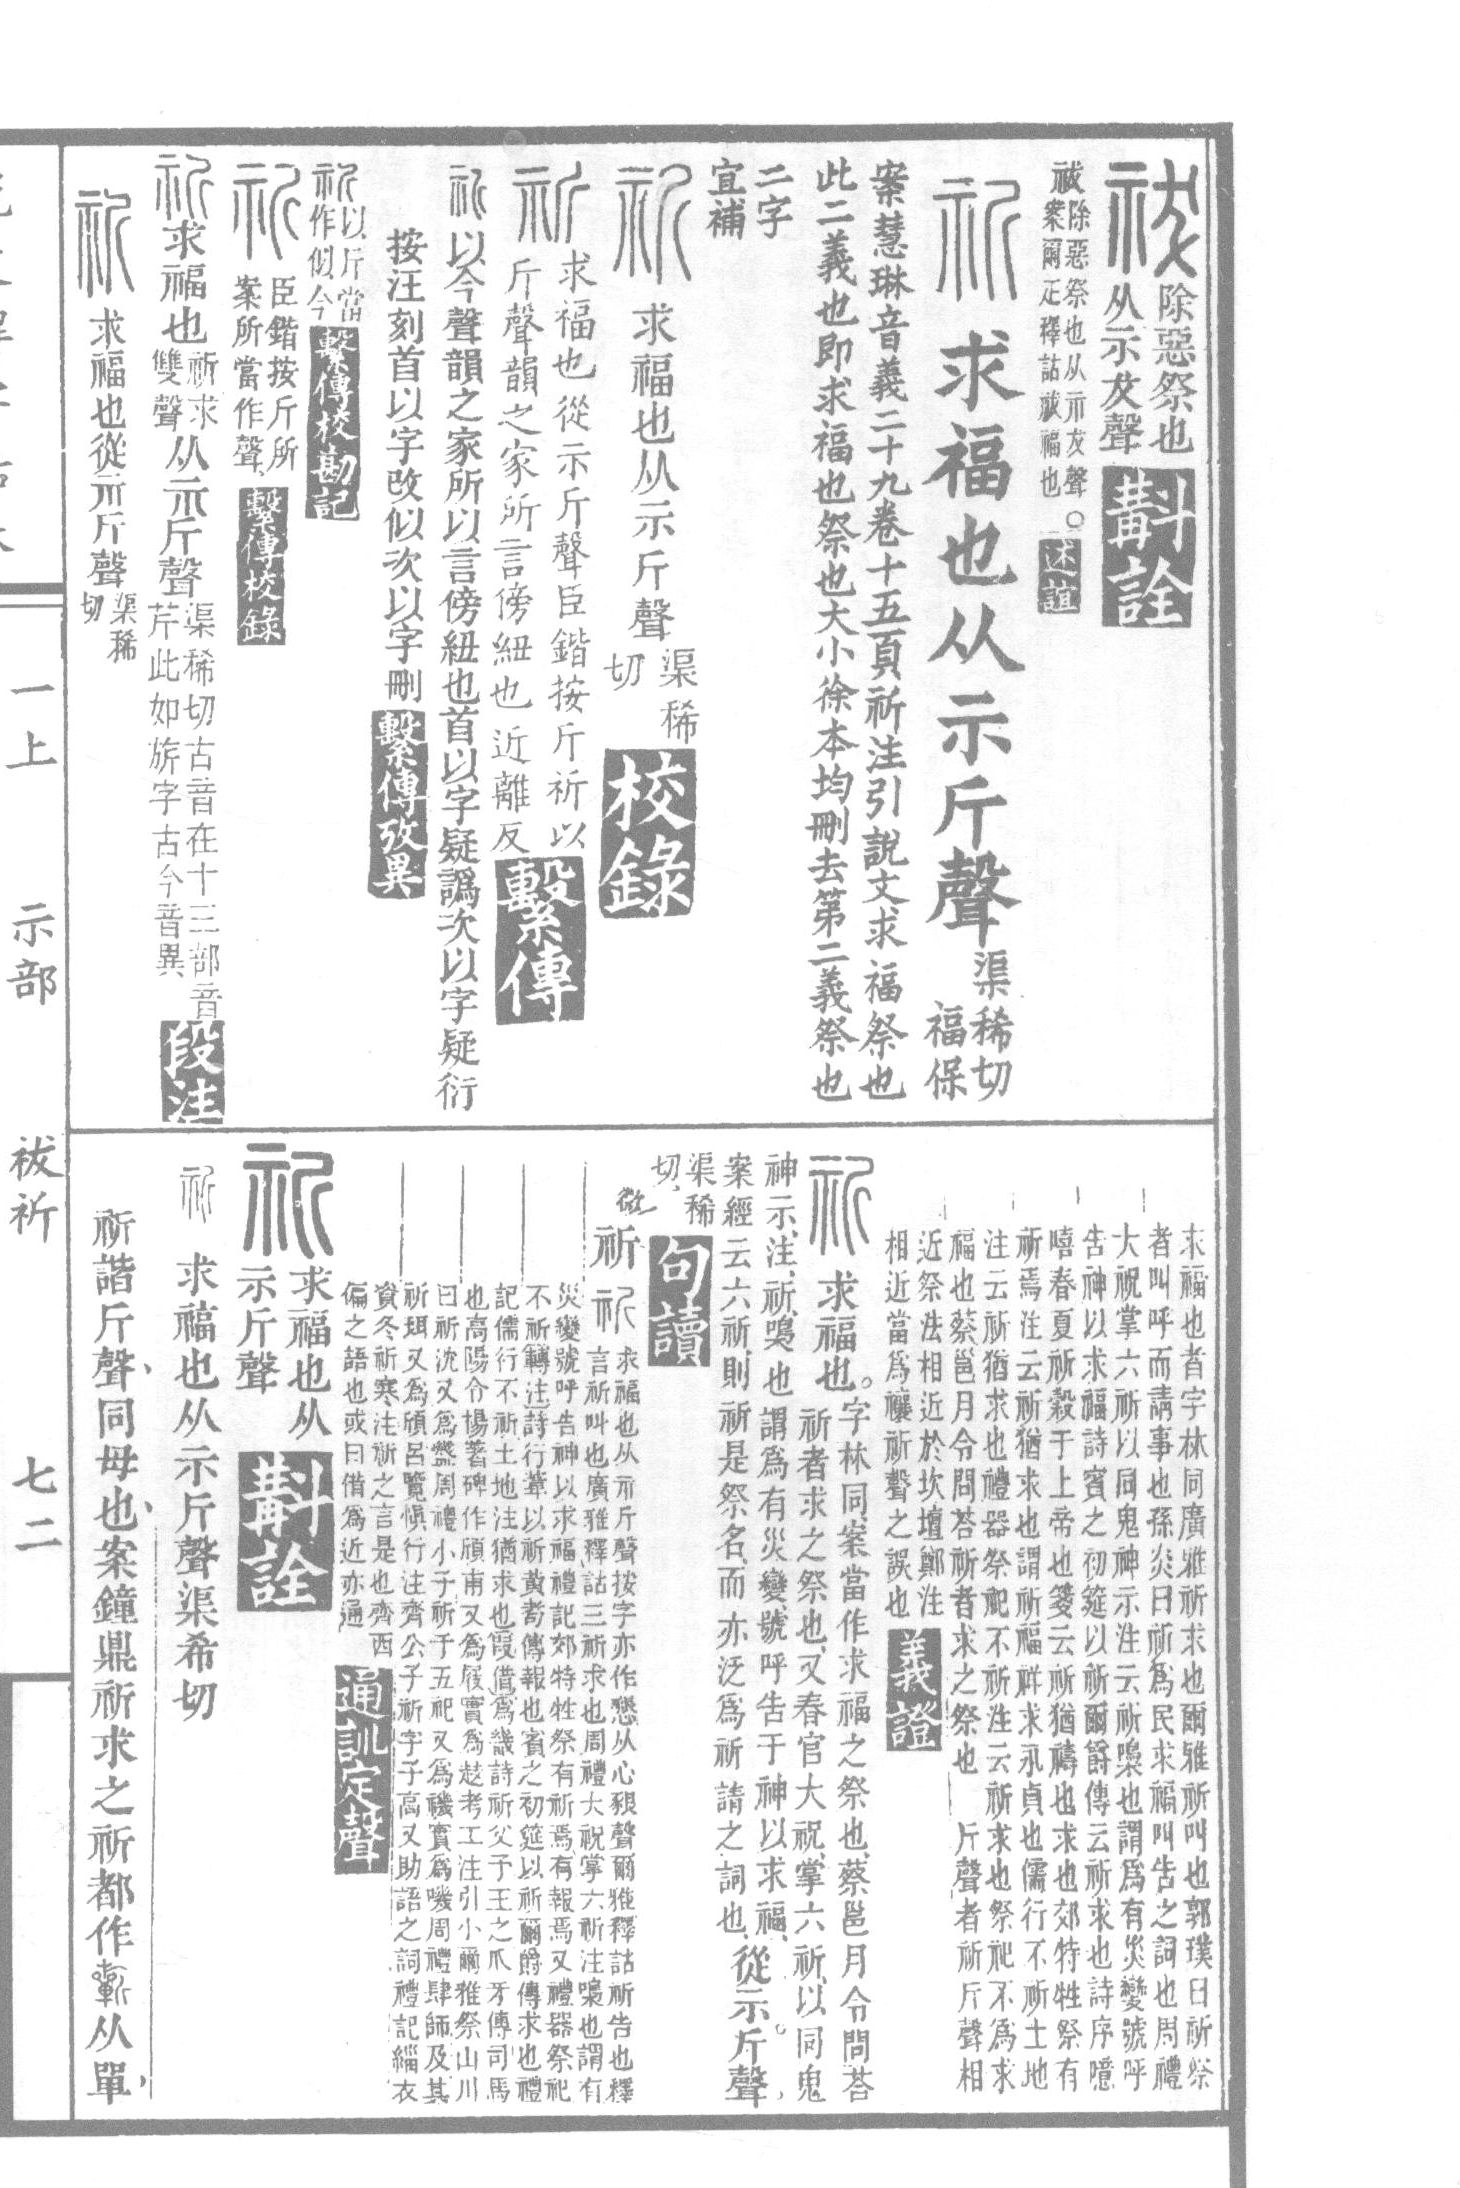 除惡祭也
从示犮聲
斠詮
祓
除惡祭也从示犮聲○
案爾疋釋詁祓福也
述誼
求福也从示斤聲
渠稀切
福保
案慧琳音義二十九卷十五頁祈注引說文求福祭也
此二義也即求福也祭也大小徐本均刪去第二義祭也
二字
宜補
求福也从示斤聲
渠稀
切
校錄
求福也從示斤聲臣鍇按斤祈以
斤聲韻之家所言傍紐也近離反
繫傳
以今聲韻之家所以言傍紐也首以字疑譌次以字疑衍
按汪刻首以字改似次以字刪
繫傳攷異
以斤當
作似今
繫傳校勘記
臣鍇按斤所
案所當作聲
繫傳校錄
求福也
祈求
雙聲
从示斤聲
渠稀切古音在十三部音
芹此如旂字古今音異
段注
求福也從示斤聲
渠稀
切
求福也者字林同廣雅祈求也爾雅祈叫也郭璞曰祈祭
者叫呼而請事也孫炎曰祈為民求福叫告之詞也周禮
大祝掌六祈以同鬼神示注云祈嘄也謂為有災變號呼
告神以求福詩賓之初筵以祈爾爵傳云祈求也詩序噫
嘻春夏祈穀于上帝也箋云祈猶禱也求也郊特牲祭有
祈焉注云祈猶求也謂祈福祥求永貞也儒行不祈土地
注云祈猶求也禮器祭祀不祈注云祈求也祭祀不為求
福也蔡邕月令問荅祈者求之祭也　斤聲者祈斤聲相
近祭法相近於坎壇鄭注
相近當為禳祈聲之誤也
義證
求福也。
字林同、案當作求福之祭也、蔡邕月令問荅
祈者求之祭也、又春官大祝、掌六祈、以同鬼
神示、注、祈、嘄也、謂為有災變、號呼告于神以求福、
案經云六祈、則祈是祭名、而亦泛為祈請之詞也、
從示斤聲。
渠稀
切、
句讀
微
祈
求福也从示斤聲按字亦作㥯从心豤聲爾雅釋詁祈告也釋
言祈叫也廣雅釋詁三祈求也周禮大祝掌六祈注嘄也謂有
災變號呼告神以求福禮記郊特牲祭有祈焉有報焉又禮器祭祀
不祈轉注詩行葦以祈黃耇傳報也賓之初筵以祈爾爵傳求也禮
記儒行不祈土地注猶求也叚借為畿詩祈父予王之爪牙傳司馬
也高陽令楊著碑作頎甫又為展實為㞟考工注引小爾雅祭山川
曰祈沈又為盤周禮小子祈于五祀又為禨實為嘰周禮肆師及其
祈珥又為頎呂覽愼行注齊公子祈字子高又助語之詞禮記緇衣
資冬祈寒注祈之言是也齊西
偏之語也或曰借為近亦通
通訓定聲
求福也从
示斤聲
斠詮
祈
求福也从示斤聲渠希切
祈諧斤聲同母也案鐘鼎祈求之祈都作𣄨从單
一上
示部
祓祈
七二